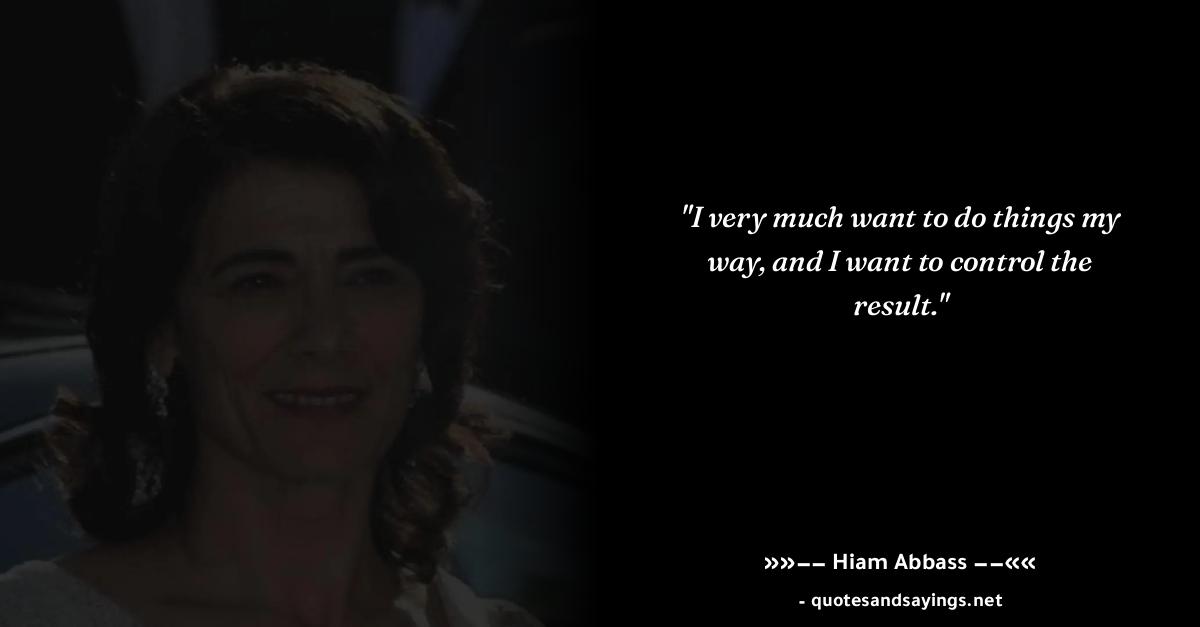 "I very much want to do things my
way, and I want to control the
result."
»»–– Hiam Abbass ––««
- quotesandsayings.net